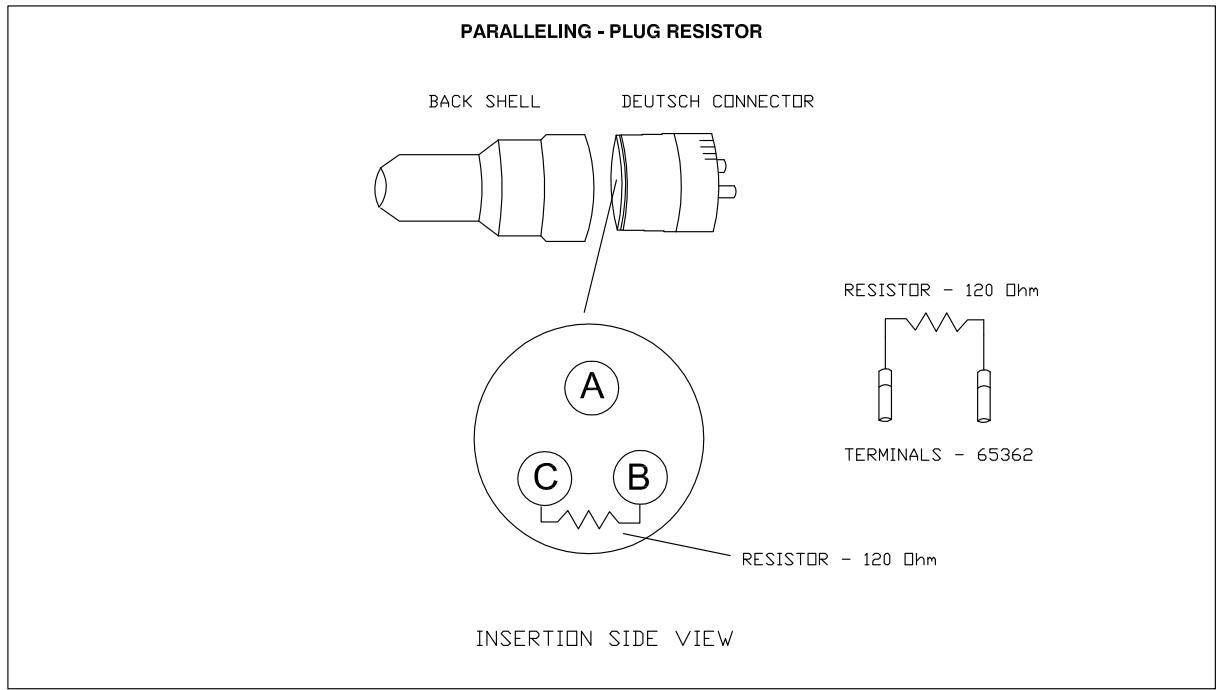 PARALLELING - PLUG RESISTOR
BACK SHELL
DEUTSCH CONNECTOR
RESISTOR - 120 Ohm
TERMINALS - 65362
A
C
B
RESISTOR - 120 Ohm
INSERTION SIDE VIEW